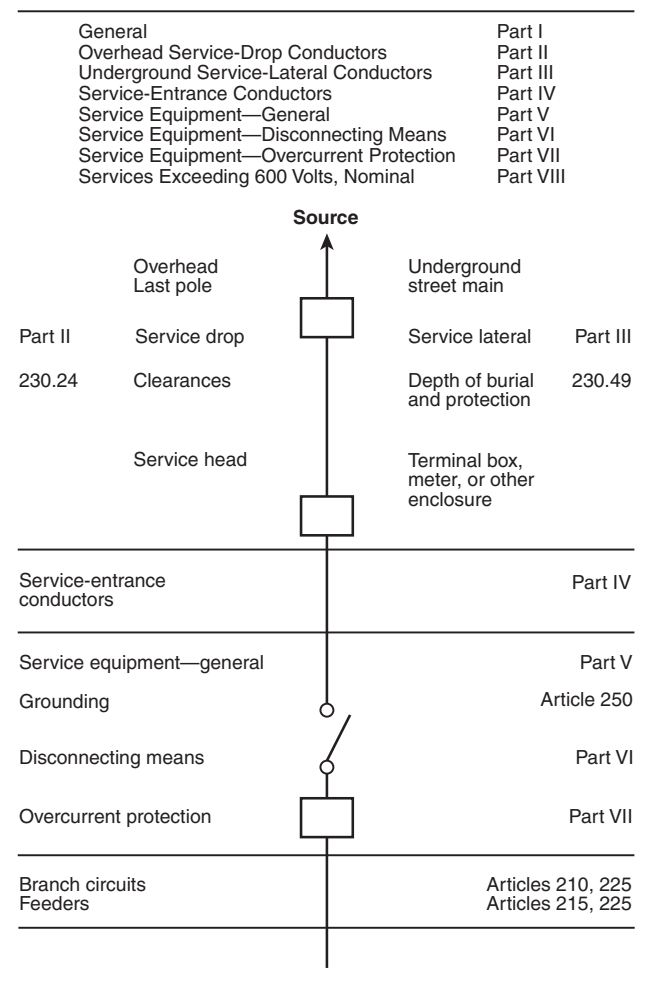 General Part I
Overhead Service-Drop Conductors Part II
Underground Service-Lateral Conductors Part III
Service-Entrance Conductors Part IV
Service Equipment—General Part V
Service Equipment—Disconnecting Means Part VI
Service Equipment—Overcurrent Protection Part VII
Services Exceeding 600 Volts, Nominal Part VIII
Source
Overhead Underground
Last pole street main
Part II Service drop Service lateral Part III
230.24 Clearances Depth of burial 230.49
and protection
Service head Terminal box,
meter, or other
enclosure
Service-entrance Part IV
conductors
Service equipment—general Part V
Grounding Article 250
Disconnecting means Part VI
Overcurrent protection Part VII
Branch circuits Articles 210, 225
Feeders Articles 215, 225